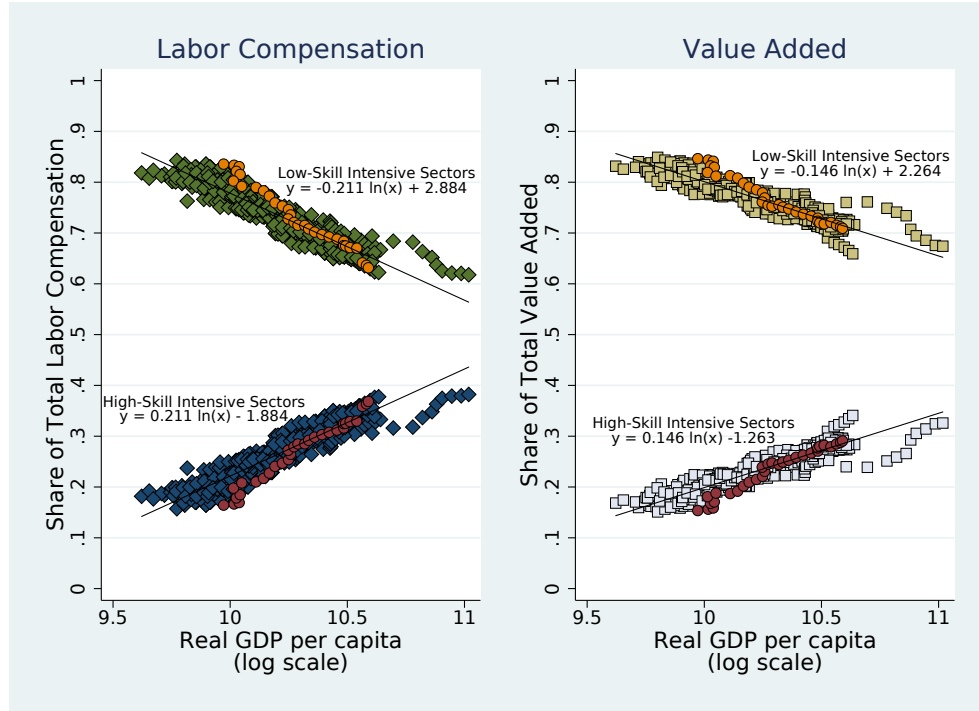 Labor Compensation
Share of Total Labor Compensation
1
.9
.8
.7
.6
.5
.4
.3
.2
.1
0
Low-Skill Intensive Sectors
y = -0.211 ln(x) + 2.884
High-Skill Intensive Sectors
y = 0.211 ln(x) - 1.884
9.5 10 10.5 11
Real GDP per capita
(log scale)
Value Added
Share of Total Value Added
1
.9
.8
.7
.6
.5
.4
.3
.2
.1
0
Low-Skill Intensive Sectors
y = -0.146 ln(x) + 2.264
High-Skill Intensive Sectors
y = 0.146 ln(x) -1.263
9.5 10 10.5 11
Real GDP per capita
(log scale)